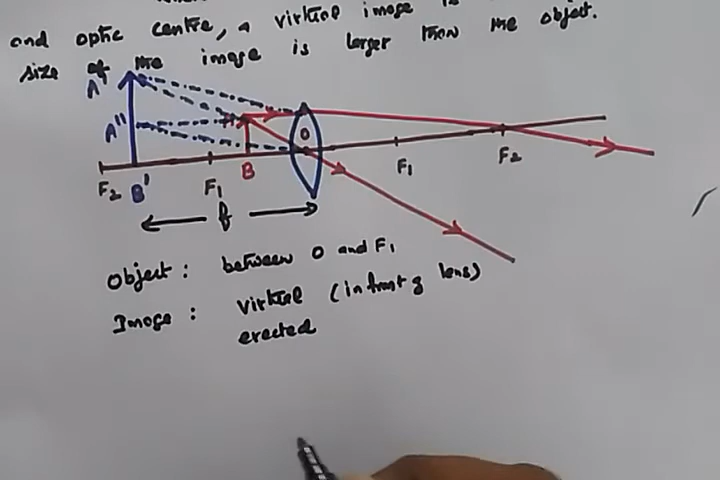 and optic centre, a virtual image is
size of the image is larger than the object.
A'
A"
F2 B' F1 B O F1 F2
f
Object : between O and F1
Image : virtual (in front of lens)
erected